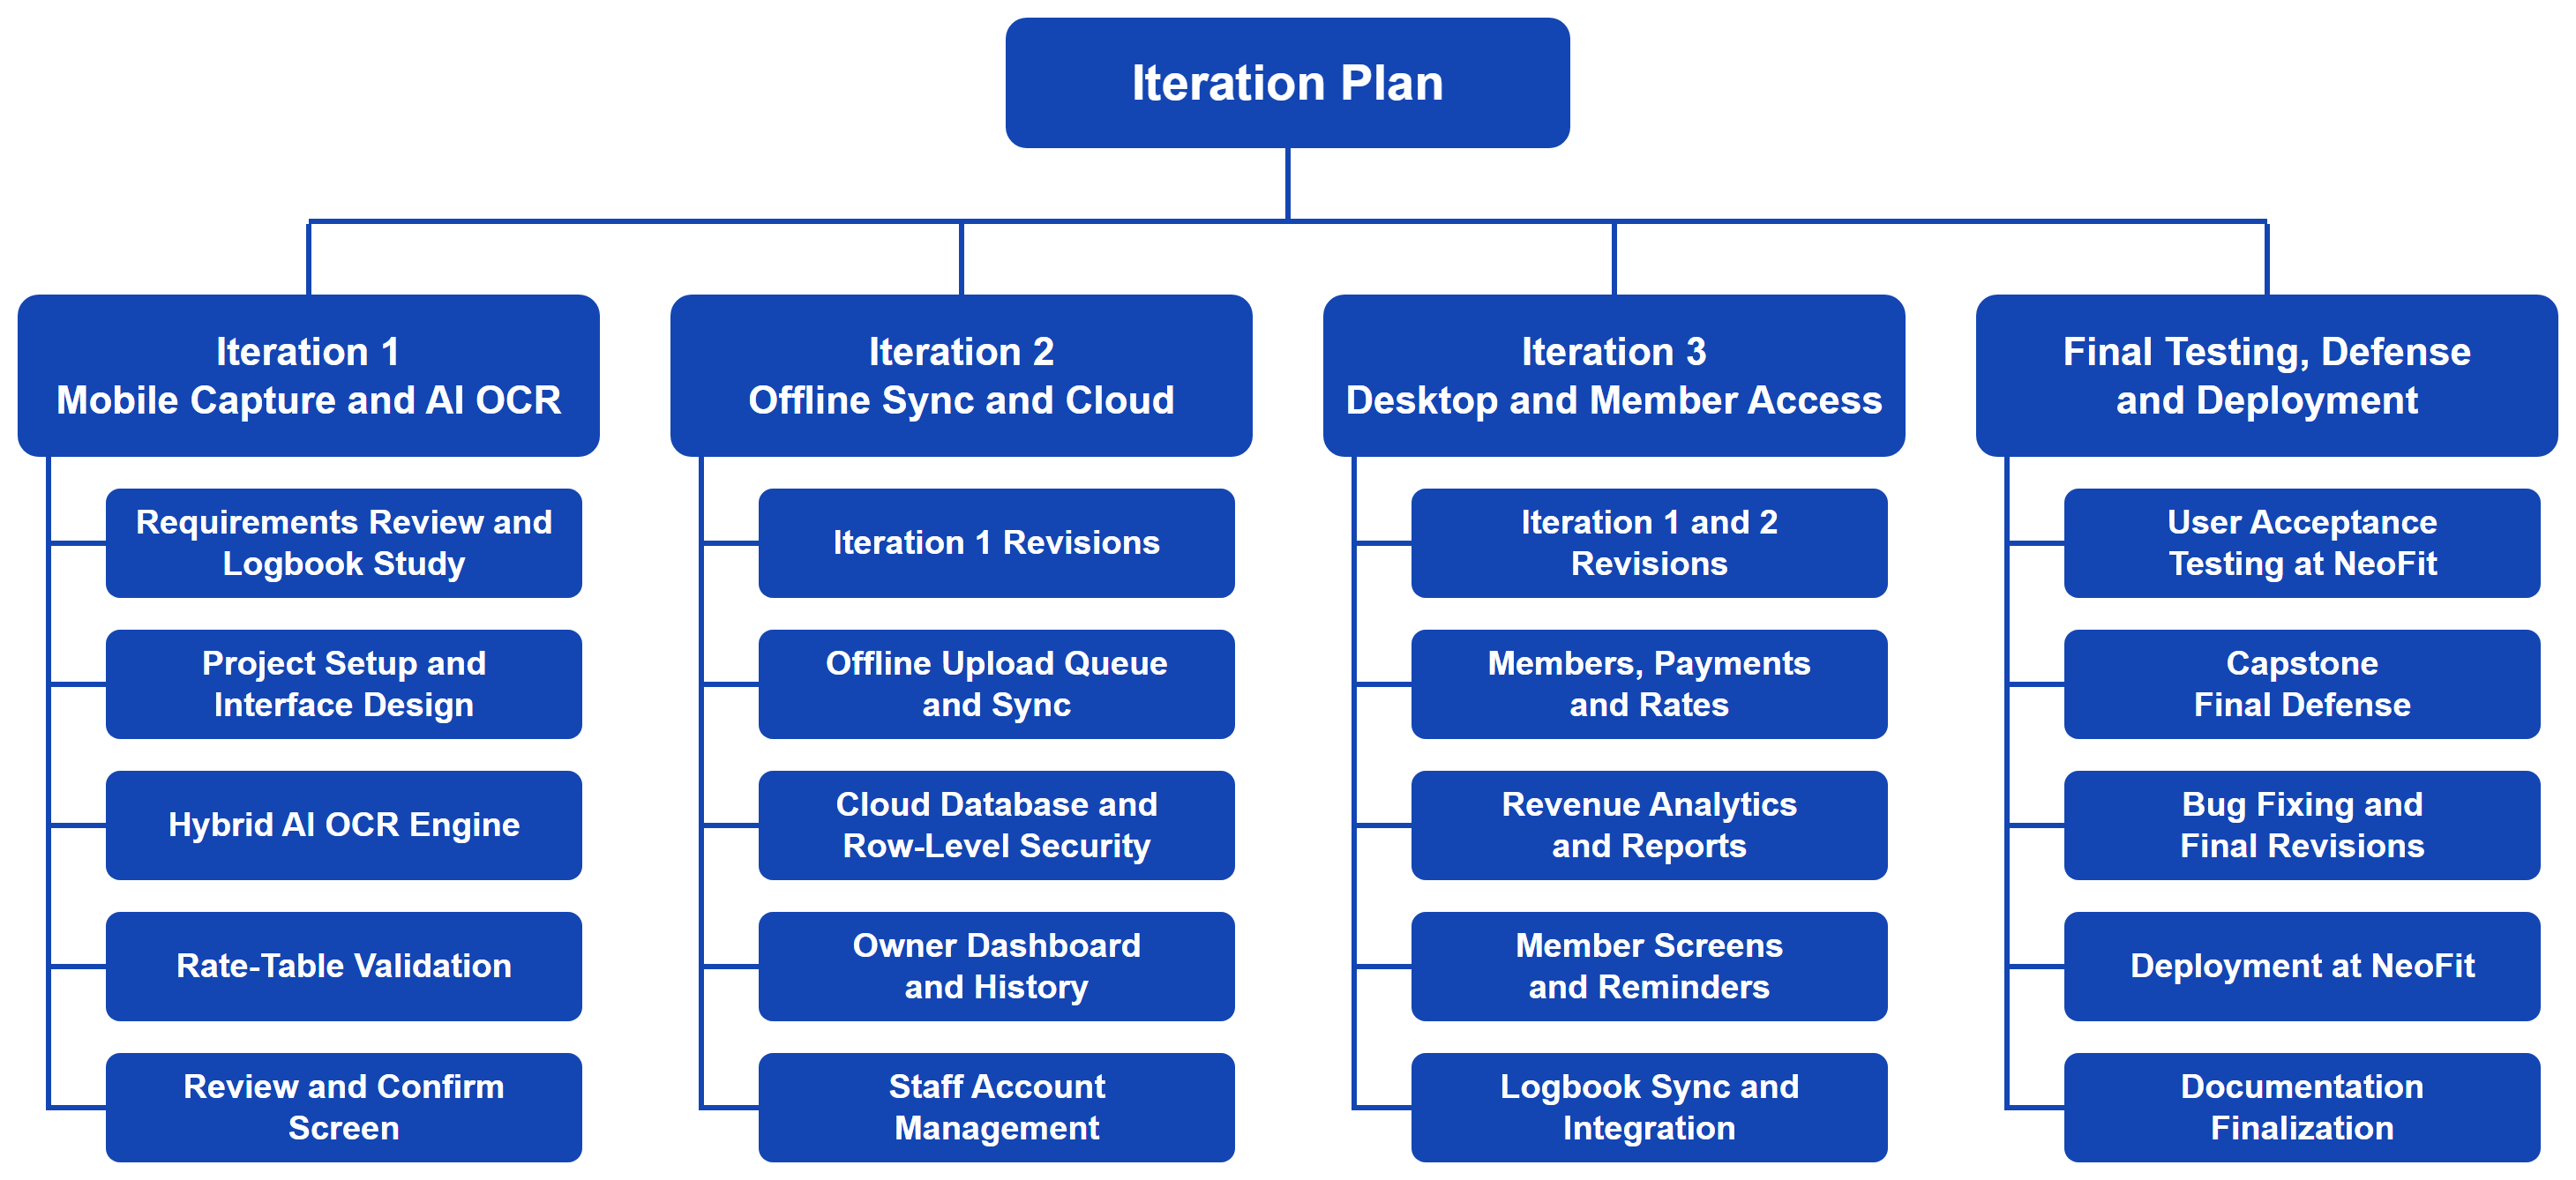 Iteration Plan
Iteration 1
Mobile Capture and AI OCR
Requirements Review and
Logbook Study
Project Setup and
Interface Design
Hybrid AI OCR Engine
Rate-Table Validation
Review and Confirm
Screen
Iteration 2
Offline Sync and Cloud
Iteration 1 Revisions
Offline Upload Queue
and Sync
Cloud Database and
Row-Level Security
Owner Dashboard
and History
Staff Account
Management
Iteration 3
Desktop and Member Access
Iteration 1 and 2
Revisions
Members, Payments
and Rates
Revenue Analytics
and Reports
Member Screens
and Reminders
Logbook Sync and
Integration
Final Testing, Defense
and Deployment
User Acceptance
Testing at NeoFit
Capstone
Final Defense
Bug Fixing and
Final Revisions
Deployment at NeoFit
Documentation
Finalization